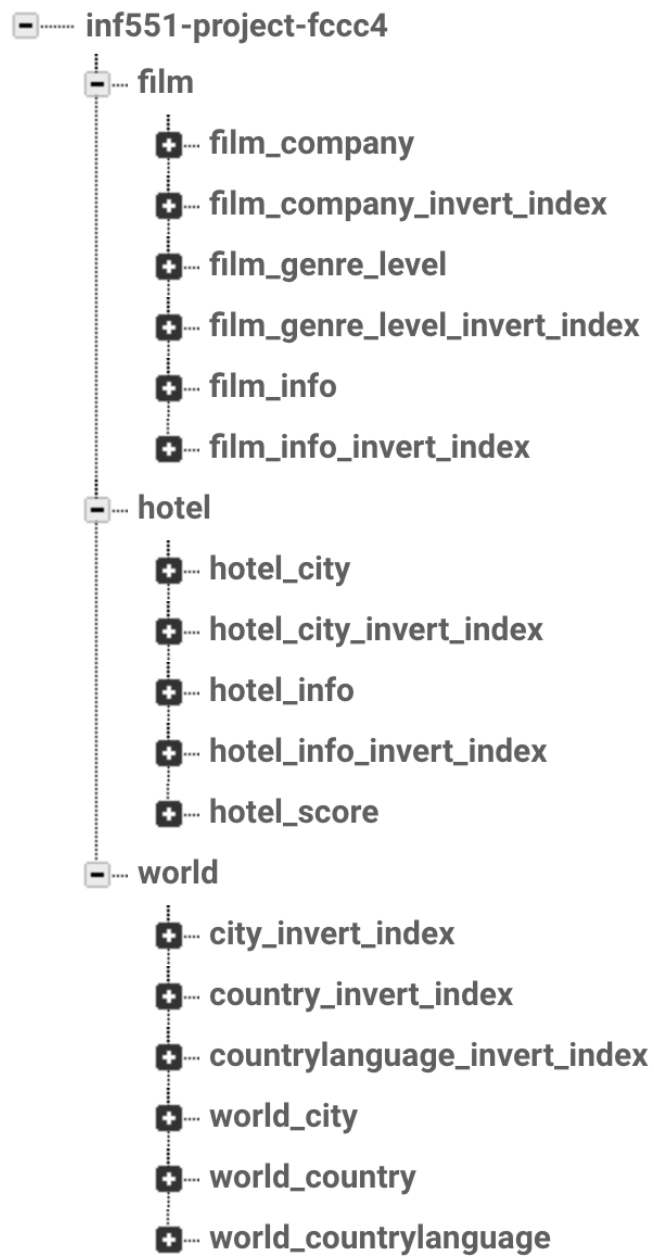 inf551-project-fccc4
film
film_company
film_company_invert_index
film_genre_level
film_genre_level_invert_index
film_info
film_info_invert_index
hotel
hotel_city
hotel_city_invert_index
hotel_info
hotel_info_invert_index
hotel_score
world
city_invert_index
country_invert_index
countrylanguage_invert_index
world_city
world_country
world_countrylanguage